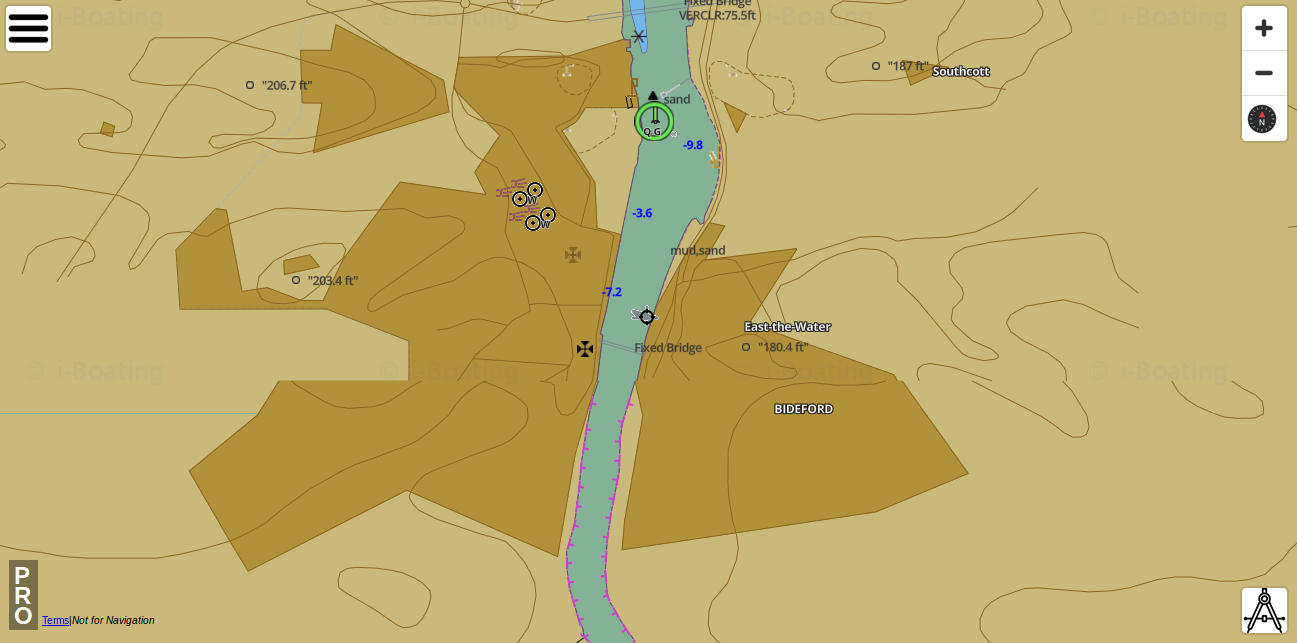 © i-Boating
© i-Boating
© i-Boating
© i-Boating
Fixed Bridge
VERCLR:75.5ft
"187 ft"
Southcott
"206.7 ft"
sand
Q.G
-9.8
W
-3.6
W
mud,sand
"203.4 ft"
-7.2
N
East-the-Water
Fixed Bridge
"180.4 ft"
© i-Boating
© i-Boating
© i-Boating
© i-Boating
BIDEFORD
PRO
Terms|Not for Navigation